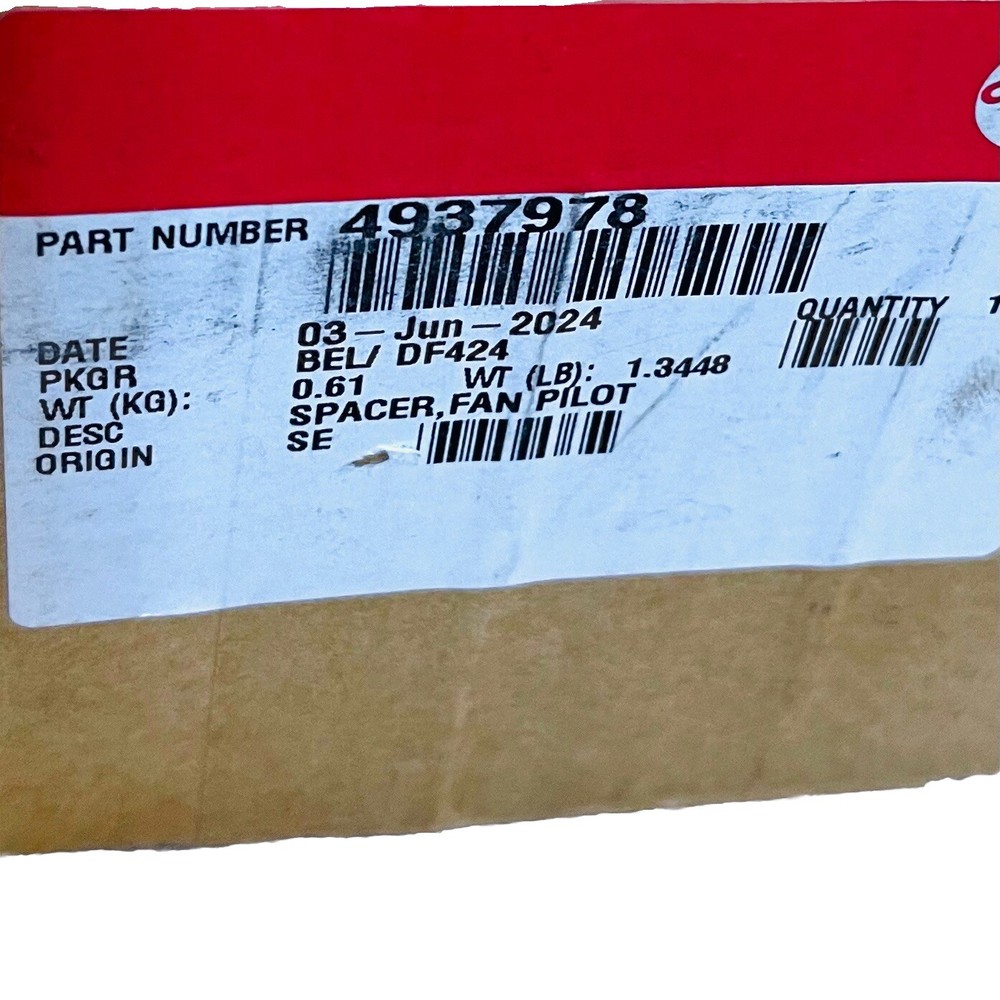 PART NUMBER 4937978
QUANTITY 1
DATE 03-Jun-2024
PKGR BEL/ DF424
WT (KG): 0.61 WT (LB): 1.3448
DESC SPACER,FAN PILOT
ORIGIN SE